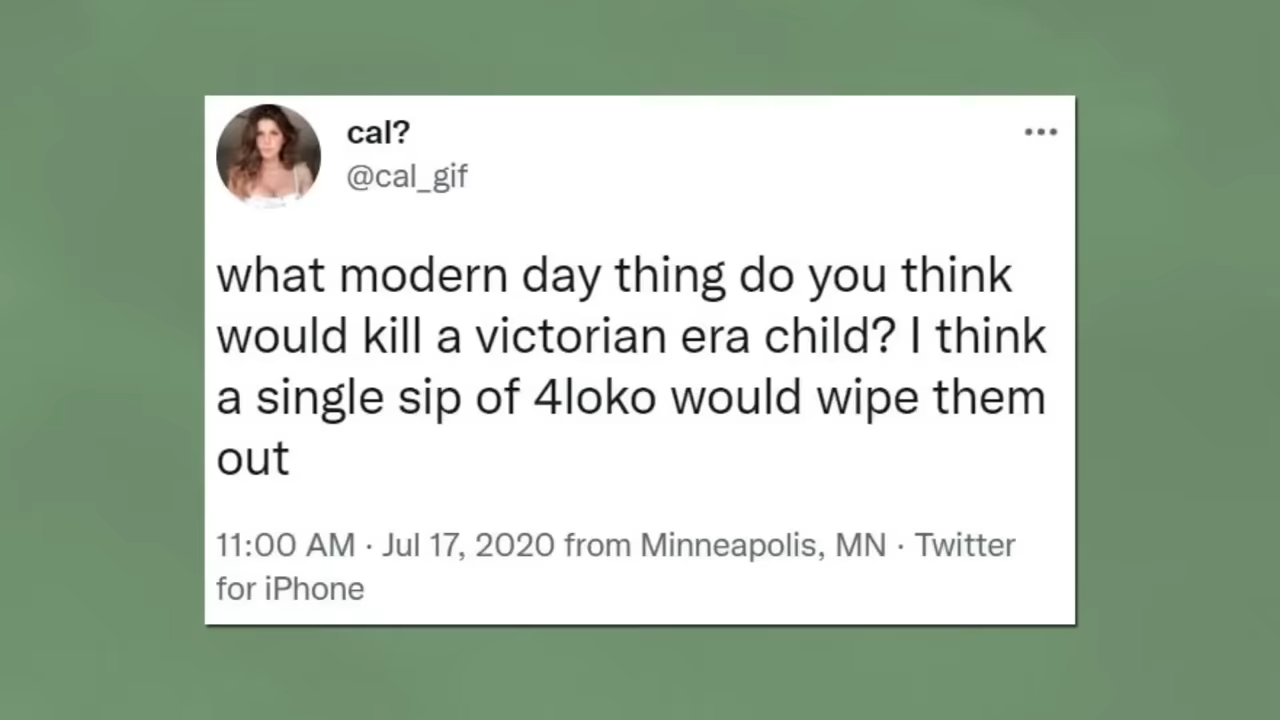 cal?
@cal_gif
what modern day thing do you think
would kill a victorian era child? I think
a single sip of 4loko would wipe them
out
11:00 AM · Jul 17, 2020 from Minneapolis, MN · Twitter
for iPhone